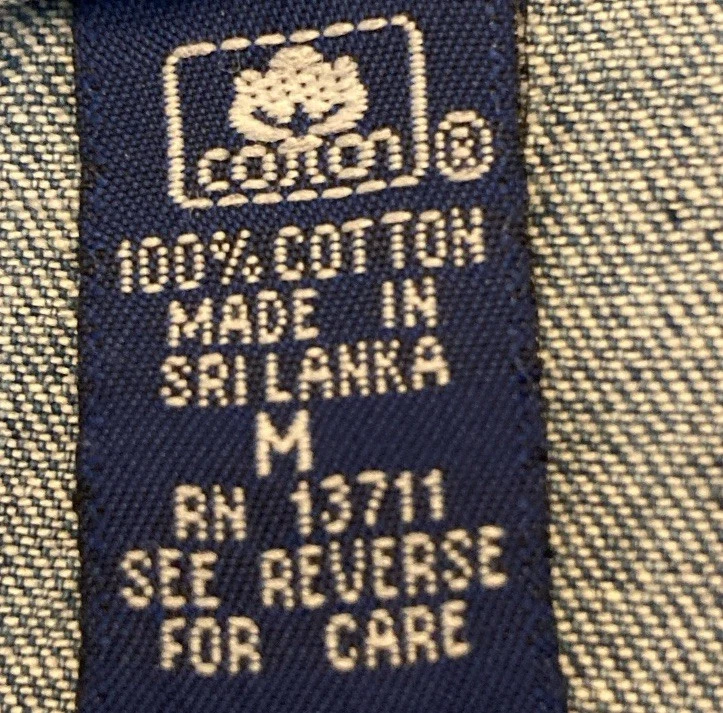 cotton ®
100% COTTON
MADE IN
SRI LANKA
M
RN 13711
SEE REVERSE
FOR CARE